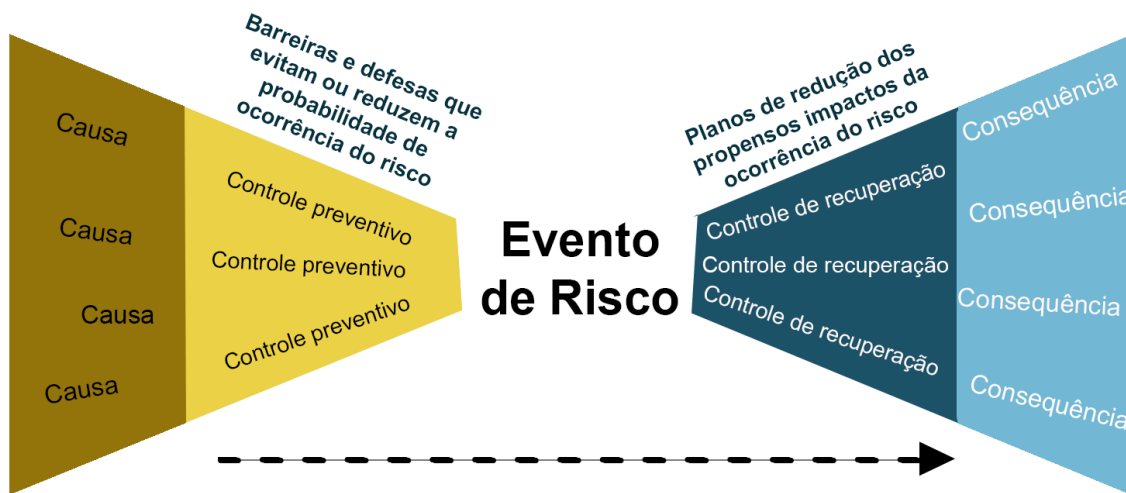 Causa
Causa
Causa
Causa
Barreiras e defesas que
evitam ou reduzem a
probabilidade de
ocorrência do risco
Controle preventivo
Controle preventivo
Controle preventivo
Evento
de Risco
Planos de redução dos
propensos impactos da
ocorrência do risco
Controle de recuperação
Controle de recuperação
Controle de recuperação
Consequência
Consequência
Consequência
Consequência